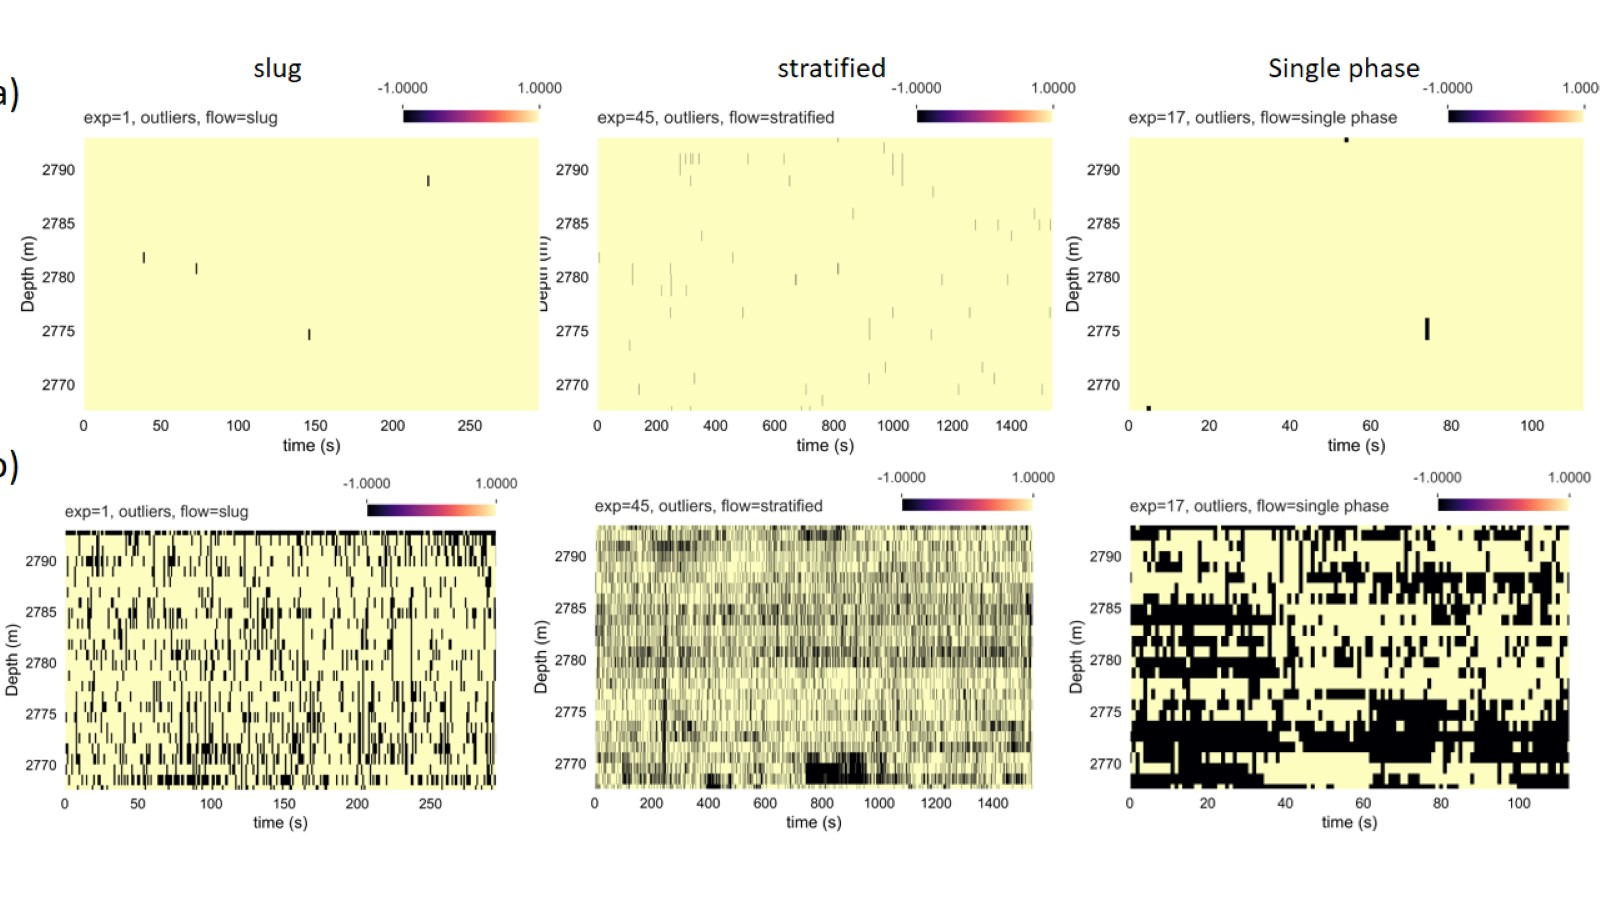 slug stratified Single phase
a)
-1.0000 1.0000 -1.0000 1.0000 -1.0000 1.000
exp=1, outliers, flow=slug exp=45, outliers, flow=stratified exp=17, outliers, flow=single phase
2790 2790 2790
2785 2785 2785
2780 2780 2780
2775 2775 2775
2770 2770 2770
Depth (m) Depth (m) Depth (m)
0 50 100 150 200 250 0 200 400 600 800 1000 1200 1400 0 20 40 60 80 100
time (s) time (s) time (s)
b)
-1.0000 1.0000 -1.0000 1.0000 -1.0000 1.0000
exp=1, outliers, flow=slug exp=45, outliers, flow=stratified exp=17, outliers, flow=single phase
2790 2790 2790
2785 2785 2785
2780 2780 2780
2775 2775 2775
2770 2770 2770
Depth (m) Depth (m) Depth (m)
0 50 100 150 200 250 0 200 400 600 800 1000 1200 1400 0 20 40 60 80 100
time (s) time (s) time (s)